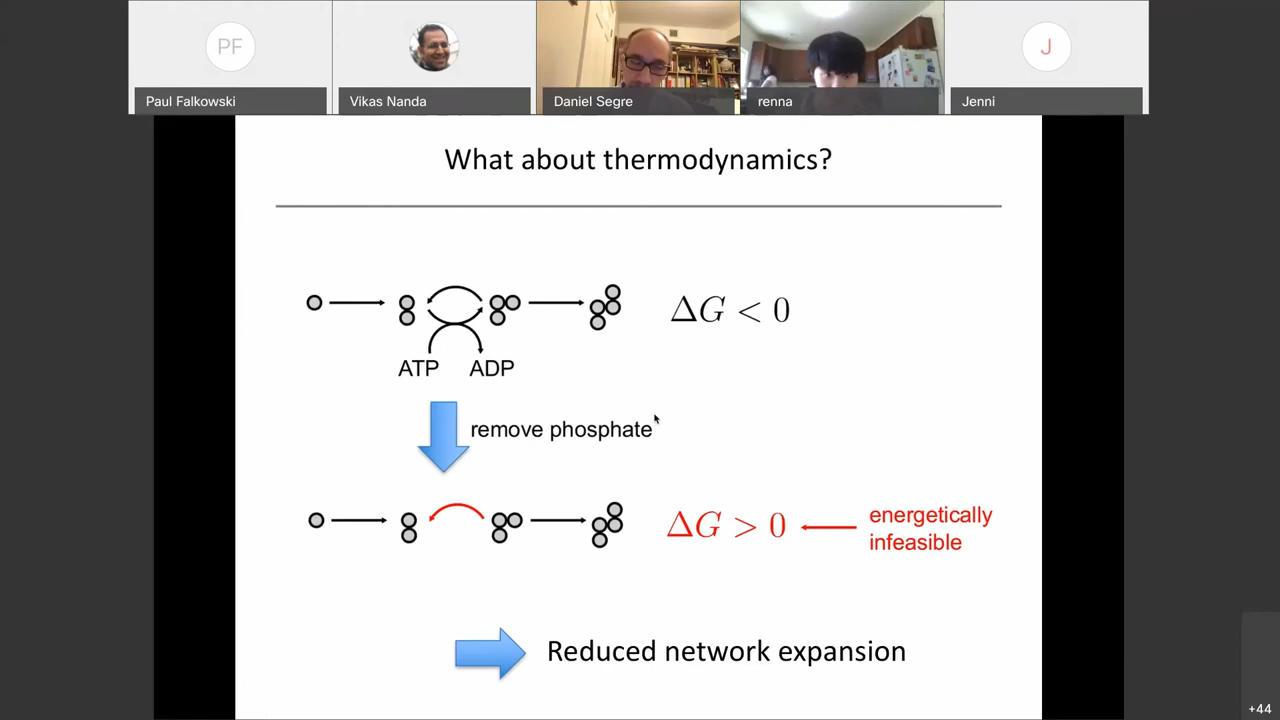 PF
J
Paul Falkowski
Vikas Nanda
Daniel Segre
renna
Jenni
What about thermodynamics?
ΔG < 0
ATP
ADP
remove phosphate
ΔG > 0
energetically
infeasible
Reduced network expansion
+44